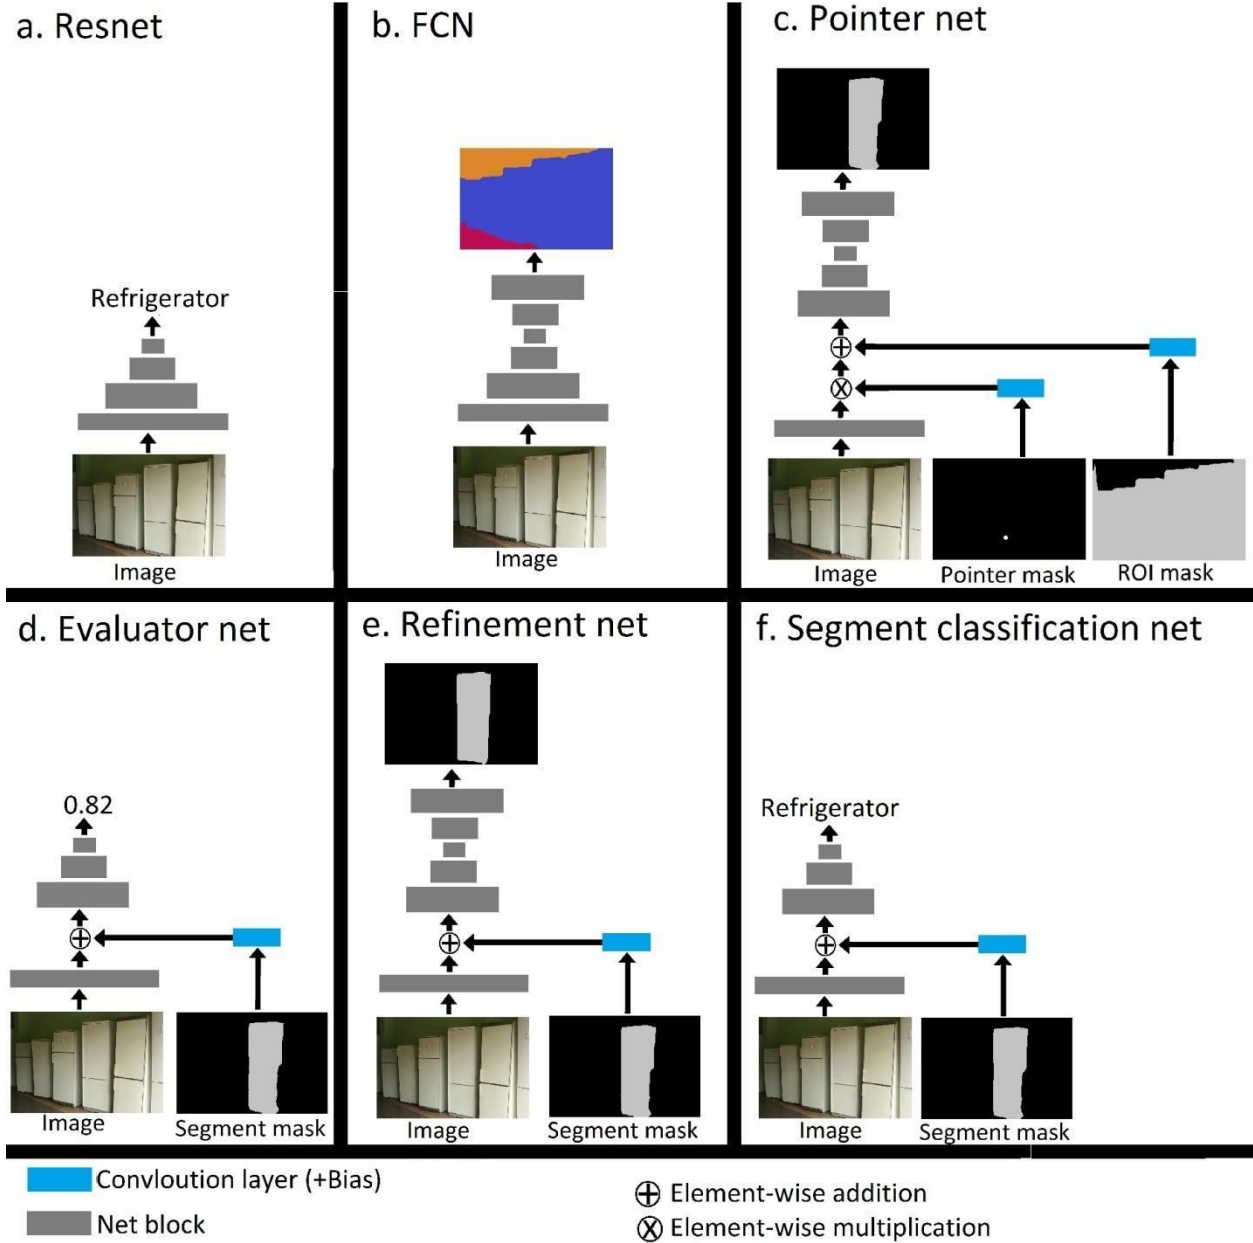 a. Resnet
b. FCN
c. Pointer net
Refrigerator
Image
Image
Image
Pointer mask
ROI mask
d. Evaluator net
e. Refinement net
f. Segment classification net
0.82
Refrigerator
Image
Segment mask
Image
Segment mask
Image
Segment mask
Convloution layer (+Bias)
Net block
Element-wise addition
Element-wise multiplication